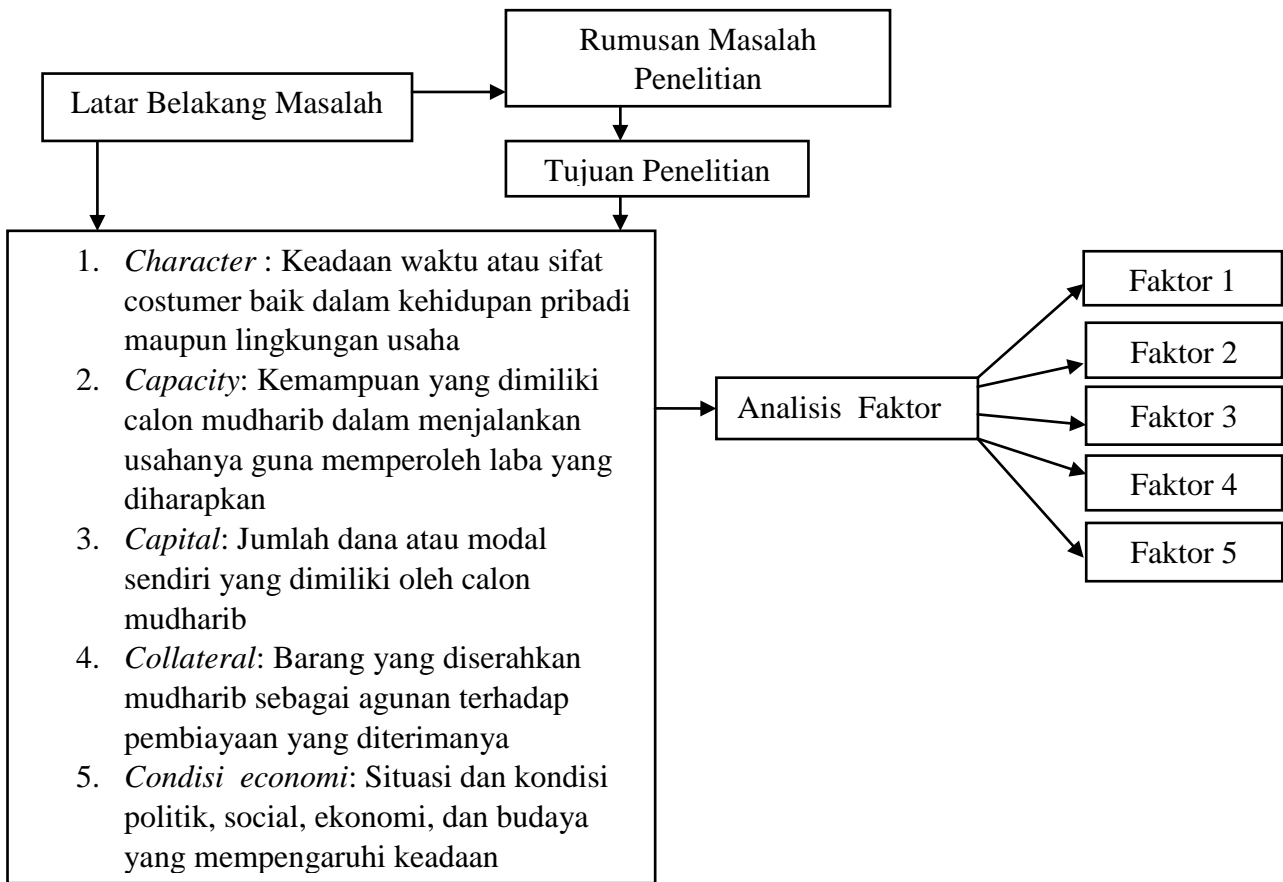 Rumusan Masalah
Penelitian
Latar Belakang Masalah
Tujuan Penelitian
1. Character : Keadaan waktu atau sifat
costumer baik dalam kehidupan pribadi
maupun lingkungan usaha
2. Capacity: Kemampuan yang dimiliki
calon mudharib dalam menjalankan
usahanya guna memperoleh laba yang
diharapkan
3. Capital: Jumlah dana atau modal
sendiri yang dimiliki oleh calon
mudharib
4. Collateral: Barang yang diserahkan
mudharib sebagai agunan terhadap
pembiayaan yang diterimanya
5. Condisi economi: Situasi dan kondisi
politik, social, ekonomi, dan budaya
yang mempengaruhi keadaan
Analisis Faktor
Faktor 1
Faktor 2
Faktor 3
Faktor 4
Faktor 5